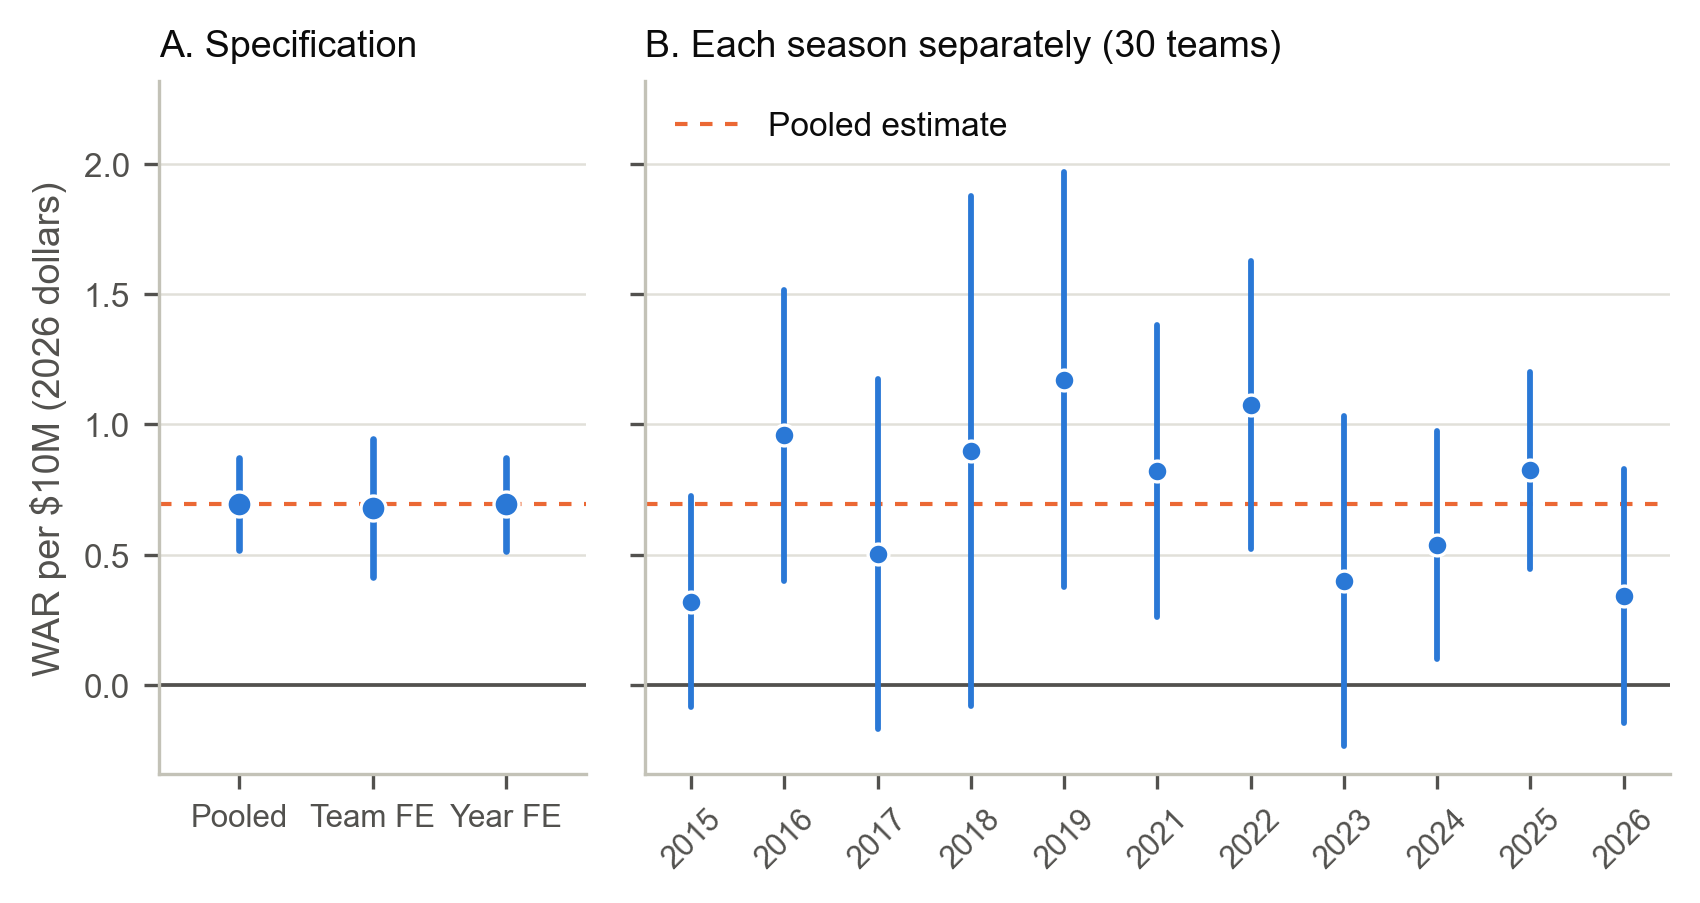 A. Specification
B. Each season separately (30 teams)
Pooled estimate
WAR per $10M (2026 dollars)
2.0
1.5
1.0
0.5
0.0
Pooled
Team FE
Year FE
2015
2016
2017
2018
2019
2021
2022
2023
2024
2025
2026